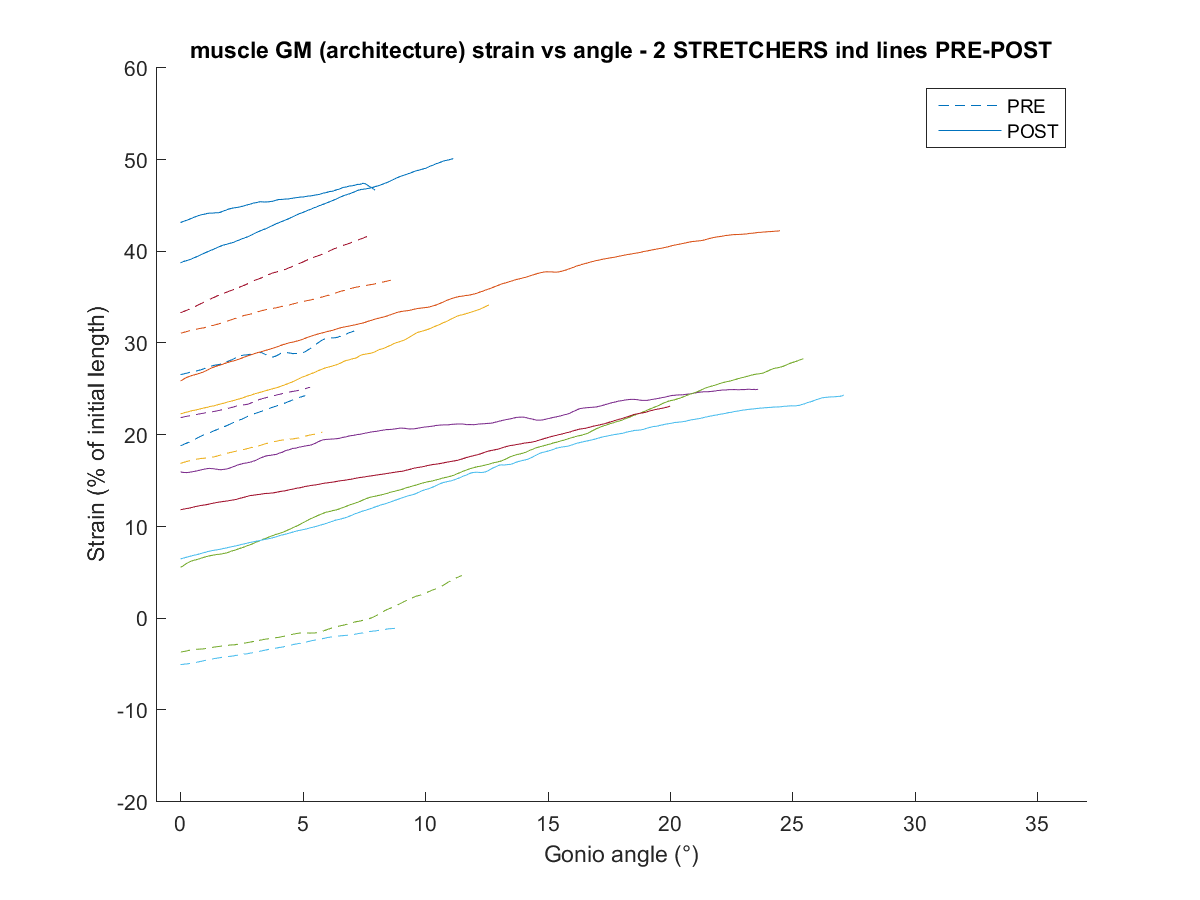 muscle GM (architecture) strain vs angle - 2 STRETCHERS ind lines PRE-POST
PRE
POST
60
50
40
30
20
10
0
-10
-20
Strain (% of initial length)
0 5 10 15 20 25 30 35
Gonio angle (°)